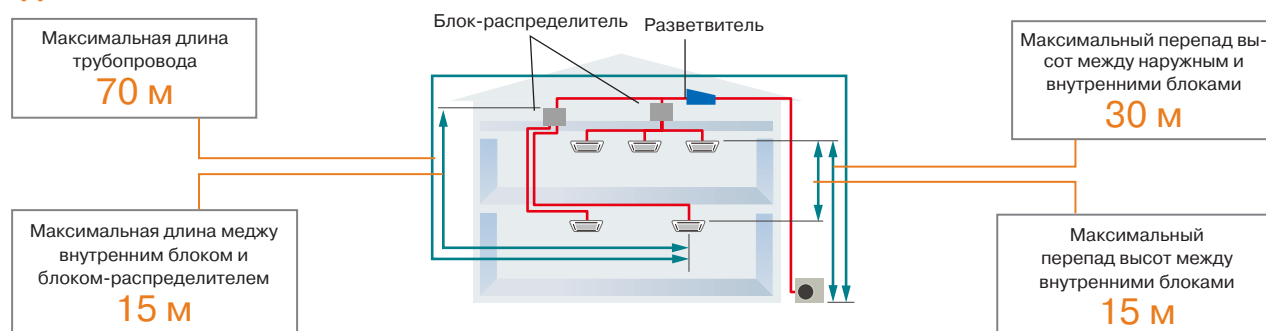 Блок-распределитель
Разветвитель
Максимальная длина
трубопровода
70 м
Максимальный перепад вы-
сот между наружным и
внутренними блоками
30 м
Максимальная длина меджу
внутренним блоком и
блоком-распределителем
15 м
Максимальный
перепад высот между
внутренними блоками
15 м